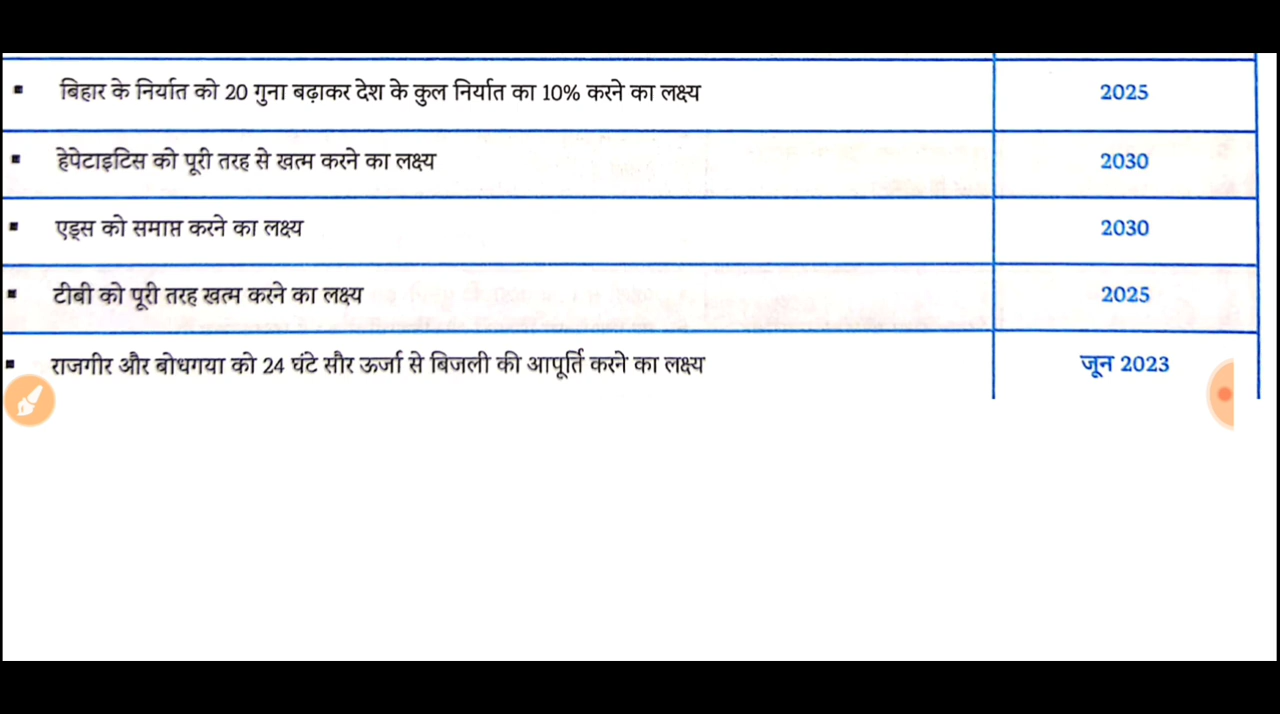 ▪ बिहार के निर्यात को 20 गुना बढ़ाकर देश के कुल निर्यात का 10% करने का लक्ष्य 2025
▪ हेपेटाइटिस को पूरी तरह से खत्म करने का लक्ष्य 2030
▪ एड्स को समाप्त करने का लक्ष्य 2030
▪ टीबी को पूरी तरह खत्म करने का लक्ष्य 2025
▪ राजगीर और बोधगया को 24 घंटे सौर ऊर्जा से बिजली की आपूर्ति करने का लक्ष्य जून 2023